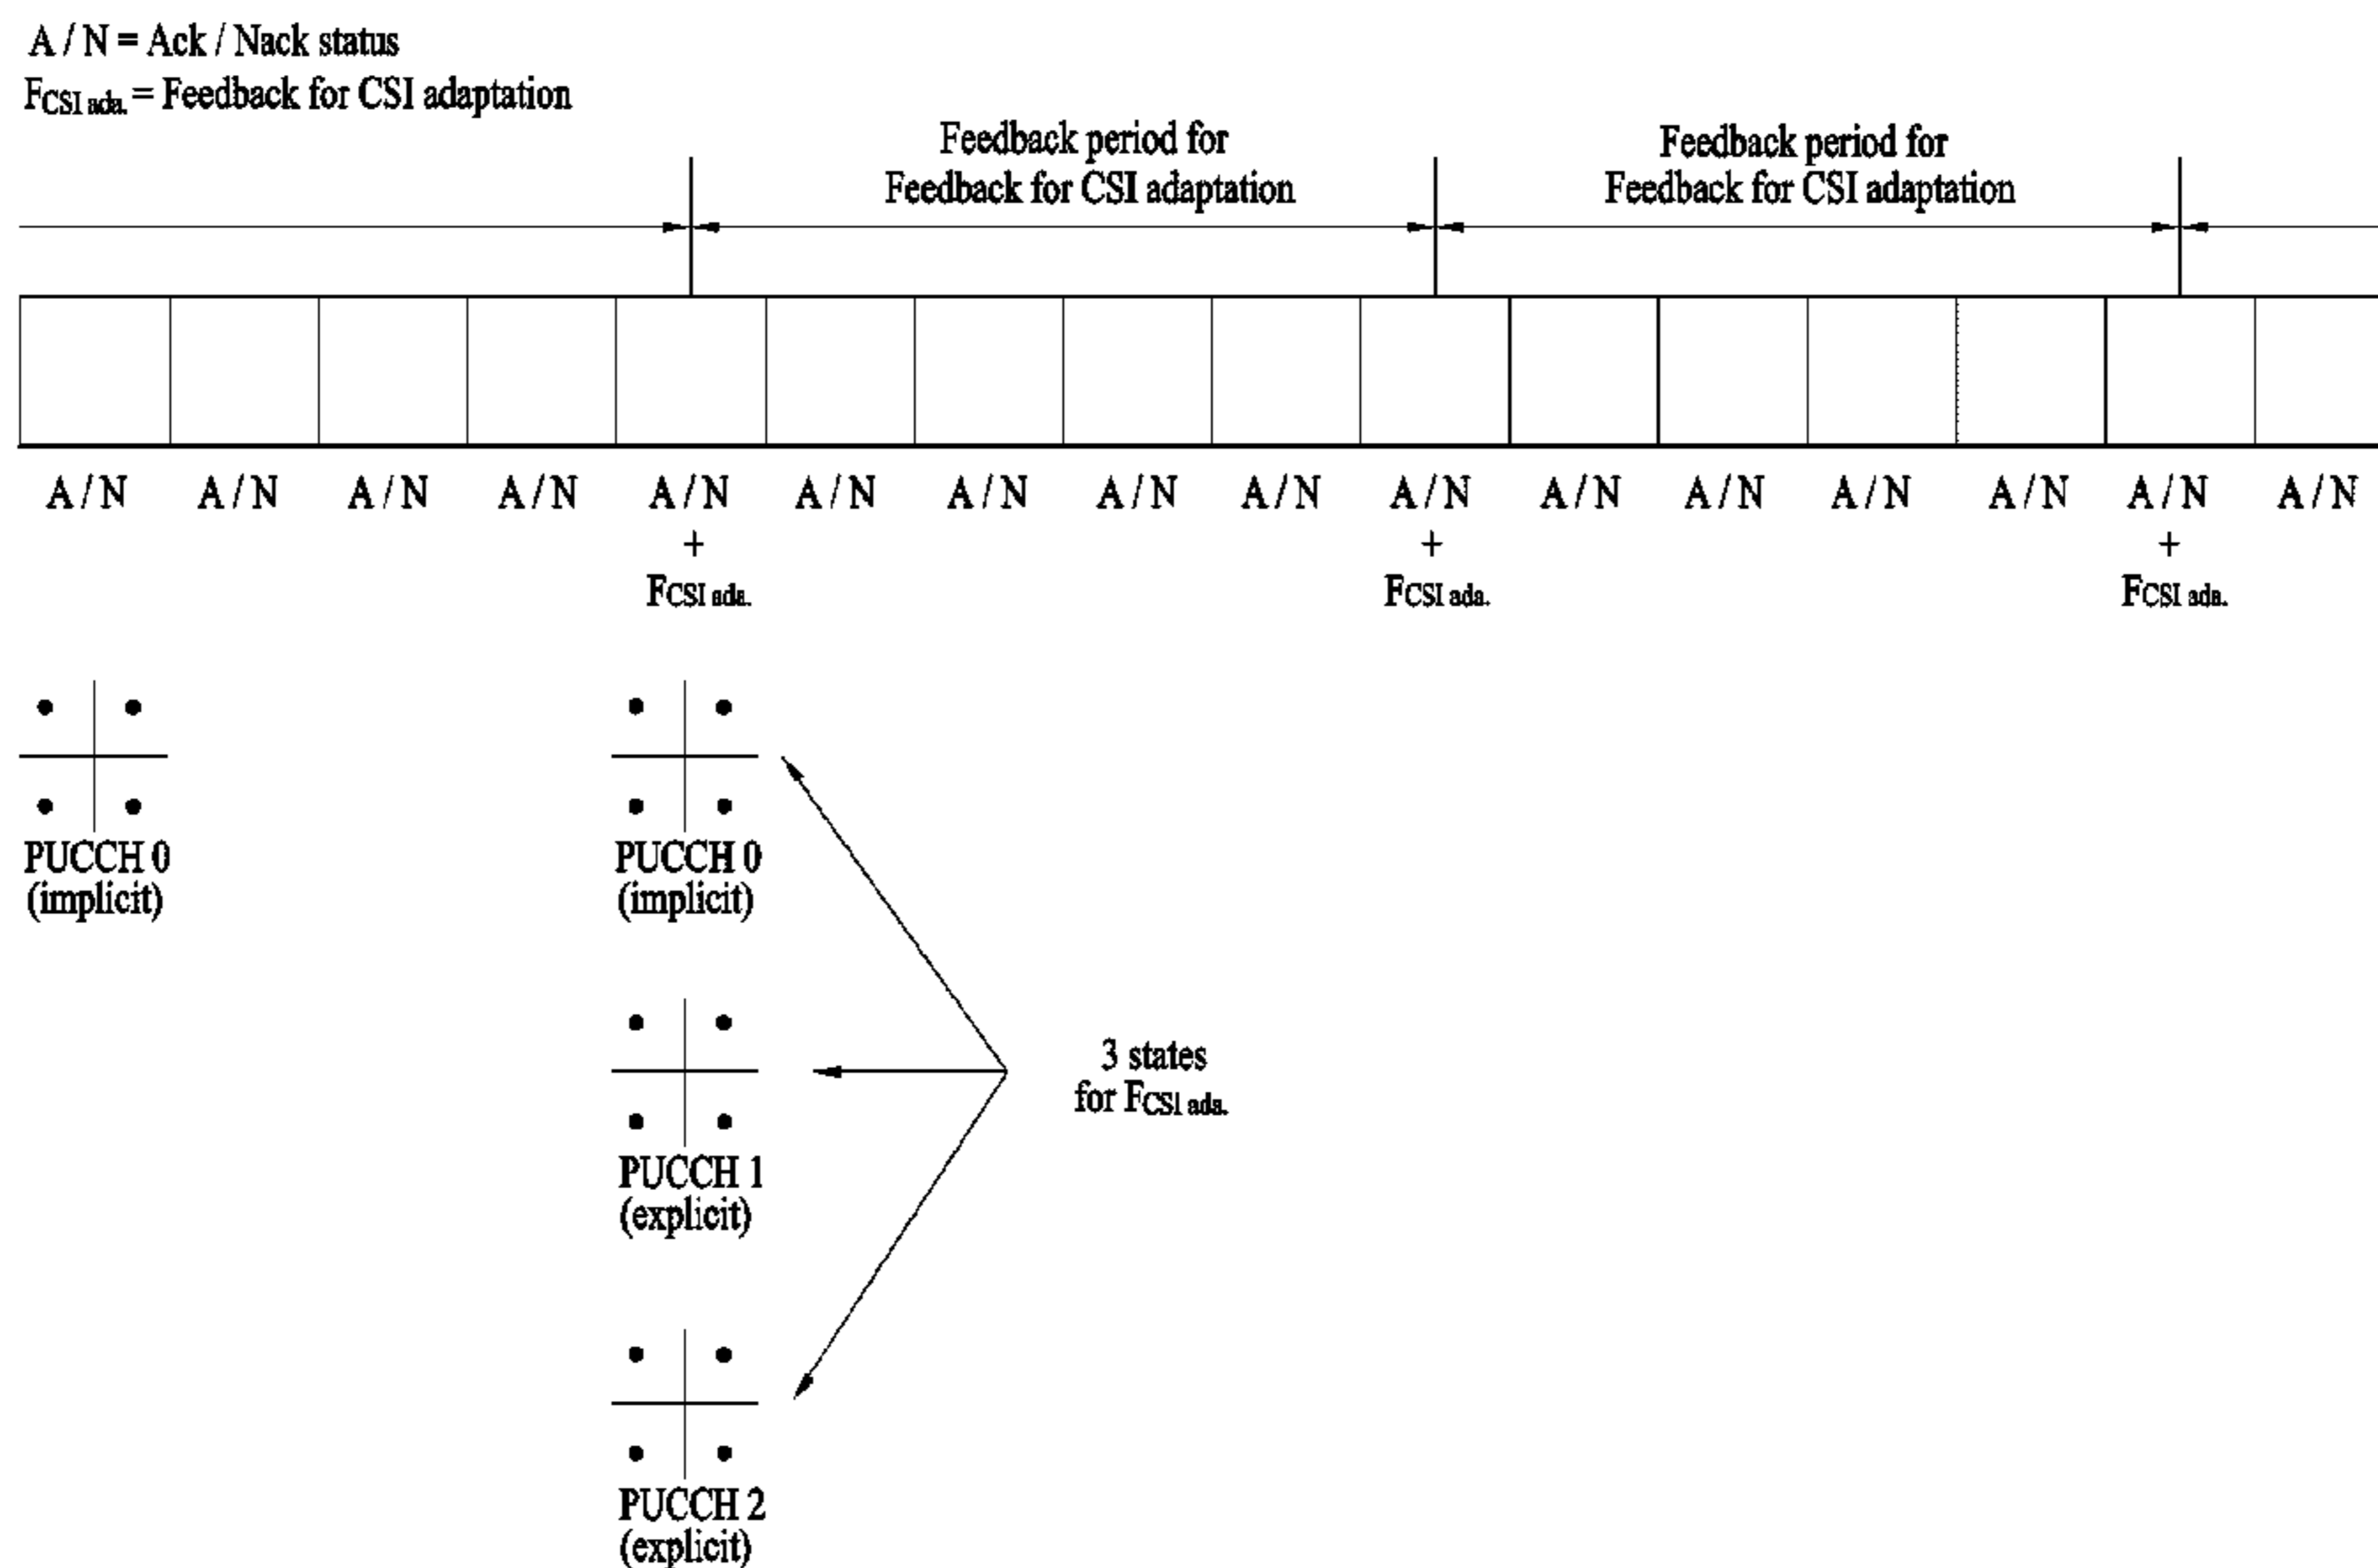 A / N = Ack / Nack status
FCSI ada. = Feedback for CSI adaptation
Feedback period for
Feedback for CSI adaptation
Feedback period for
Feedback for CSI adaptation
A / N A / N A / N A / N A / N A / N A / N A / N A / N A / N A / N A / N A / N A / N A / N A / N
+ + +
FCSI ada. FCSI ada. FCSI ada.
PUCCH 0
(implicit)
PUCCH 0
(implicit)
3 states
for FCSI ada.
PUCCH 1
(explicit)
PUCCH 2
(explicit)